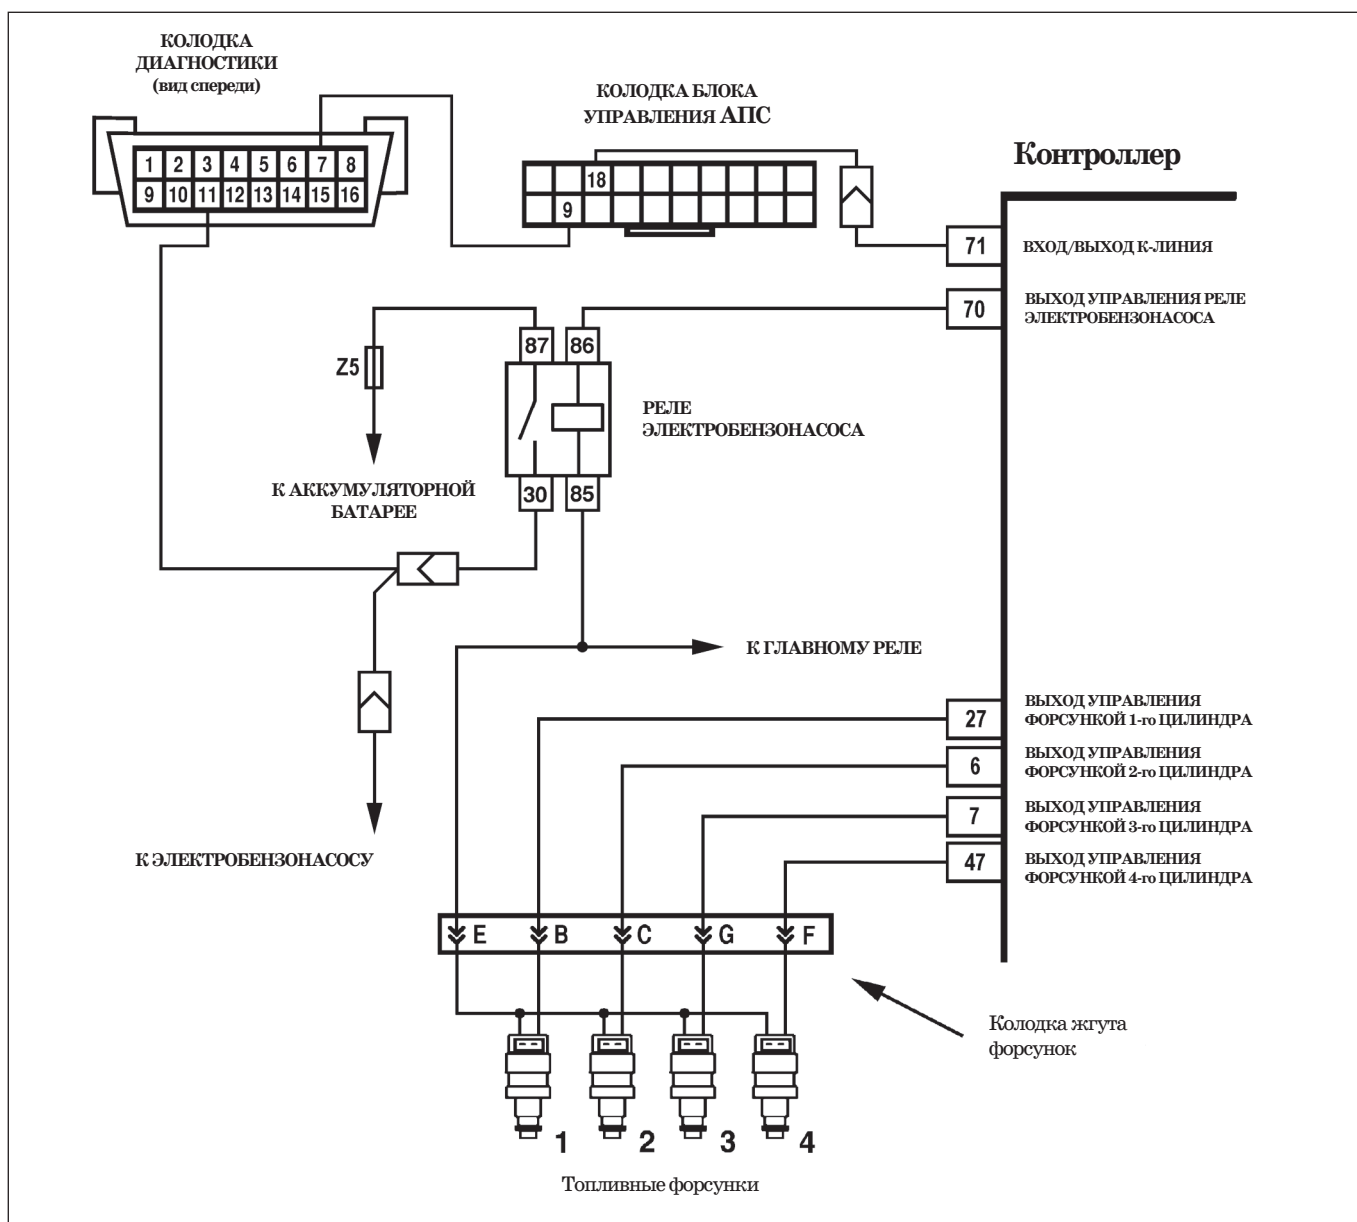 КОЛОДКА
ДИАГНОСТИКИ
(вид спереди)
КОЛОДКА БЛОКА
УПРАВЛЕНИЯ АПС
Контроллер
1 2 3 4 5 6 7 8
9 10 11 12 13 14 15 16
18
9
71
ВХОД/ВЫХОД К-ЛИНИЯ
70
ВЫХОД УПРАВЛЕНИЯ РЕЛЕ
ЭЛЕКТРОБЕНЗОНАСОСА
87 86
Z5
РЕЛЕ
ЭЛЕКТРОБЕНЗОНАСОСА
30 85
К АККУМУЛЯТОРНОЙ
БАТАРЕЕ
К ГЛАВНОМУ РЕЛЕ
27
ВЫХОД УПРАВЛЕНИЯ
ФОРСУНКОЙ 1-го ЦИЛИНДРА
6
ВЫХОД УПРАВЛЕНИЯ
ФОРСУНКОЙ 2-го ЦИЛИНДРА
7
ВЫХОД УПРАВЛЕНИЯ
ФОРСУНКОЙ 3-го ЦИЛИНДРА
47
ВЫХОД УПРАВЛЕНИЯ
ФОРСУНКОЙ 4-го ЦИЛИНДРА
К ЭЛЕКТРОБЕНЗОНАСОСУ
E B C G F
Колодка жгута
форсунок
1 2 3 4
Топливные форсунки